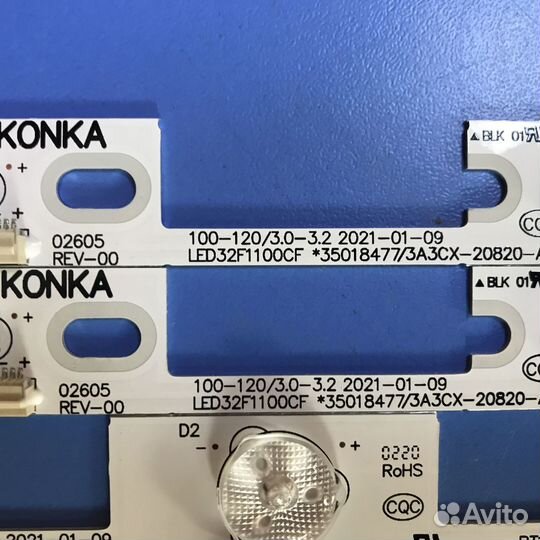 KONKA
▲BLK 01
+
02605
REV-00
100-120/3.0-3.2 2021-01-09
LED32F1100CF *35018477/3A3CX-20820-
KONKA
▲BLK 01
+
02605
REV-00
100-120/3.0-3.2 2021-01-09
LED32F1100CF *35018477/3A3CX-20820-
D2
- +
0220
RoHS
CQC
2021-01-09
Avito